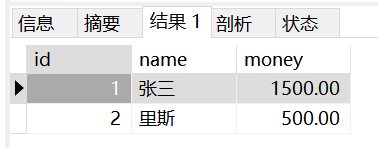 信息 摘要 结果 1 剖析 状态
id name money
1 张三 1500.00
2 里斯 500.00